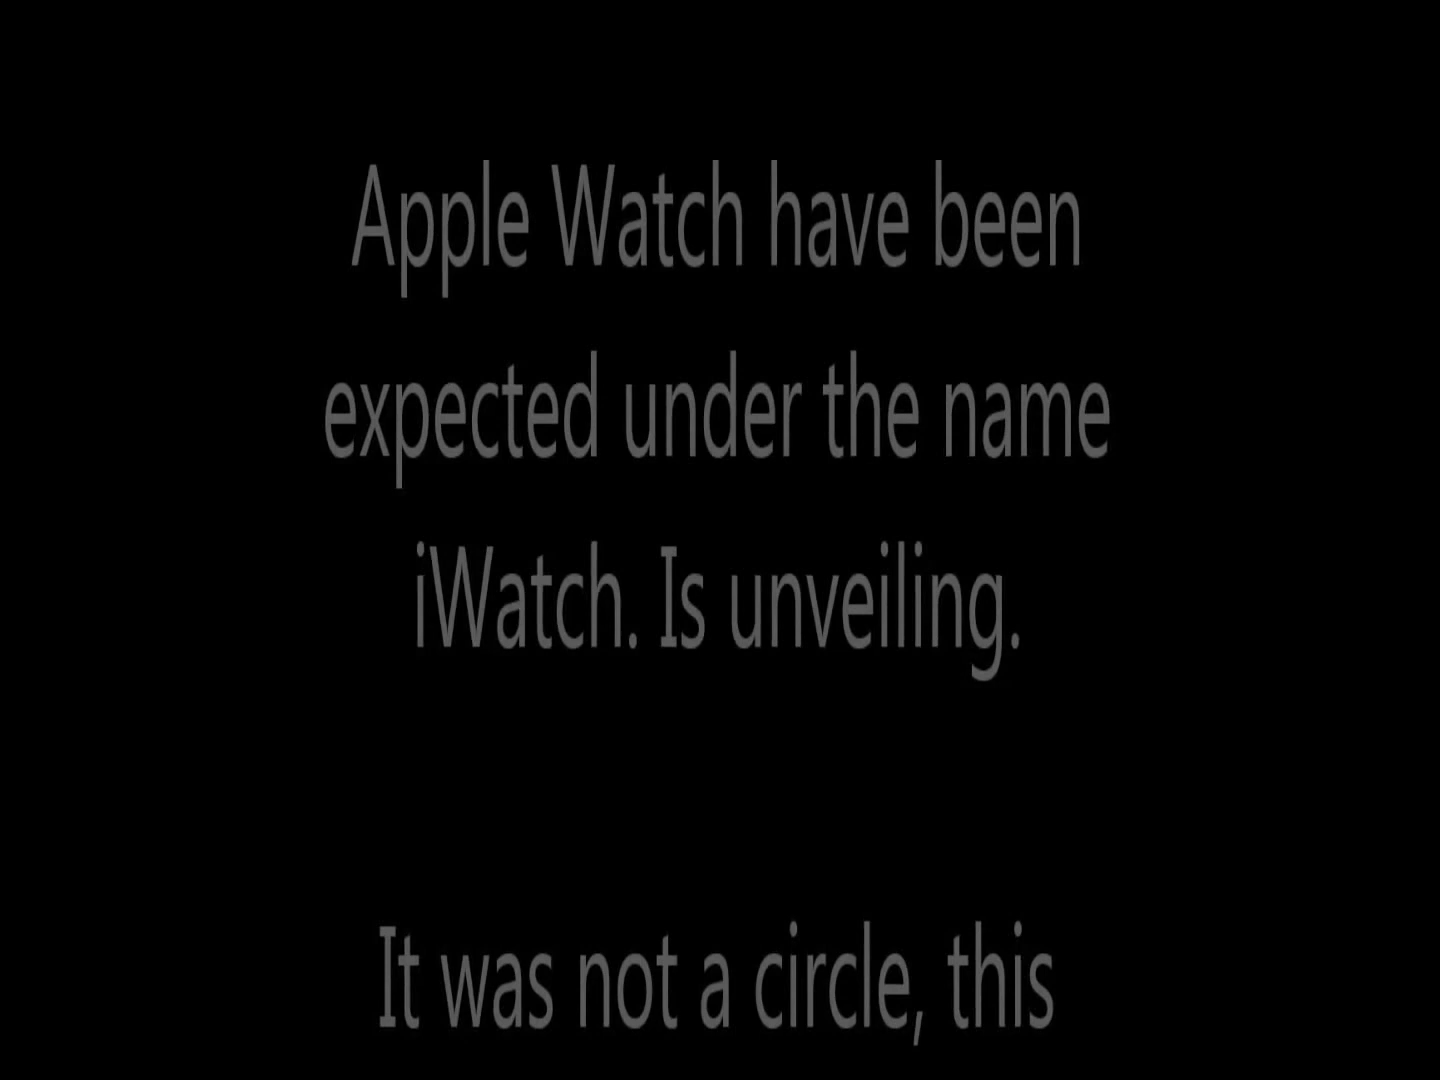 Apple Watch have been
expected under the name
iWatch. Is unveiling.
It was not a circle, this